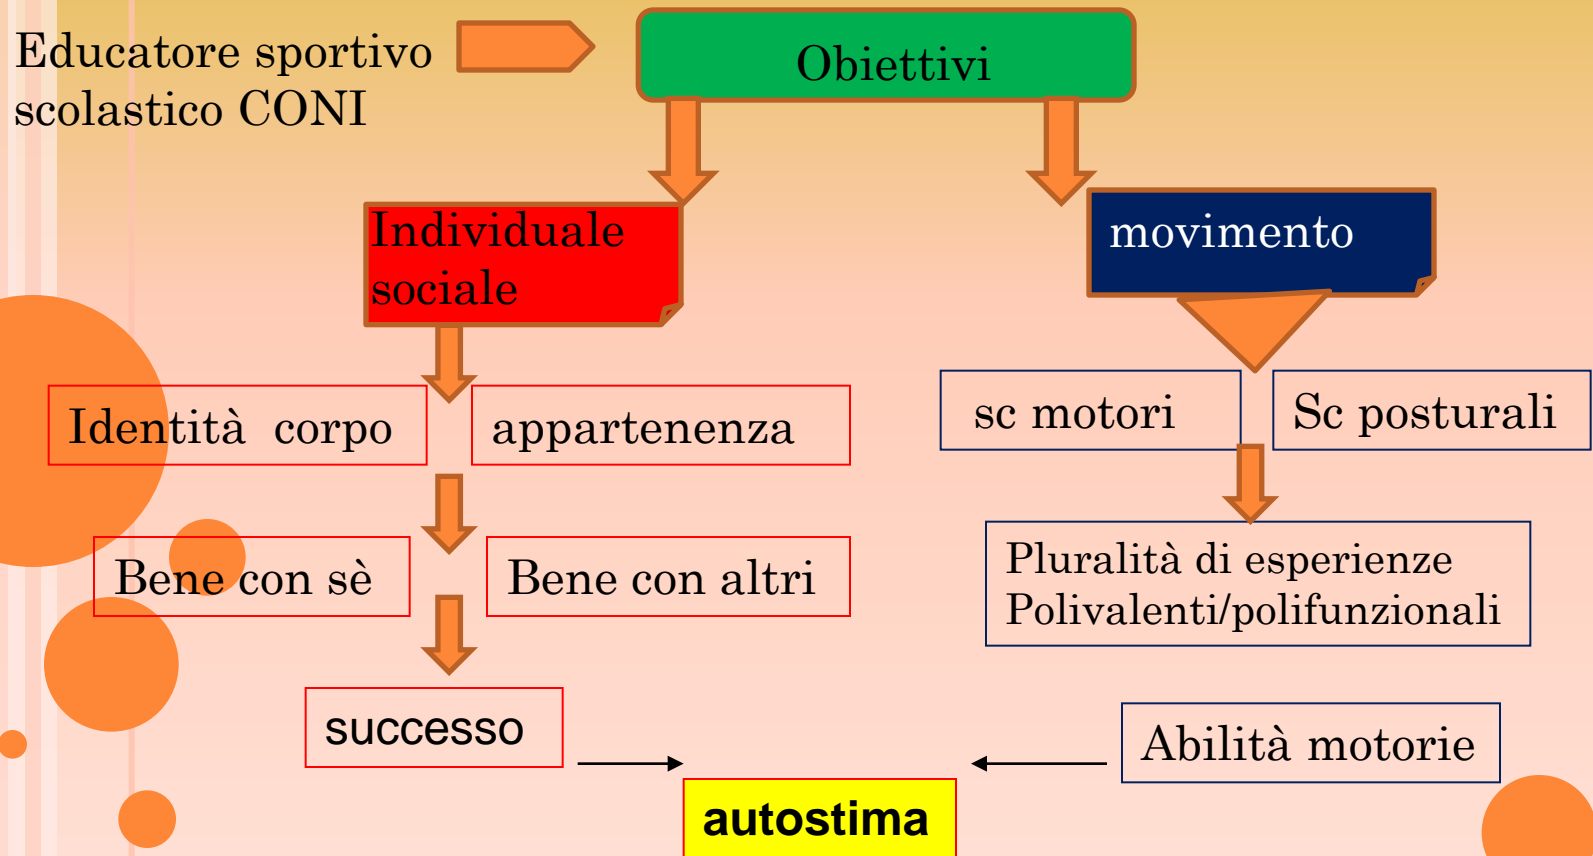 Educatore sportivo
scolastico CONI
Obiettivi
Individuale
sociale
movimento
Identità corpo
appartenenza
sc motori
Sc posturali
Bene con sè
Bene con altri
Pluralità di esperienze
Polivalenti/polifunzionali
successo
Abilità motorie
autostima